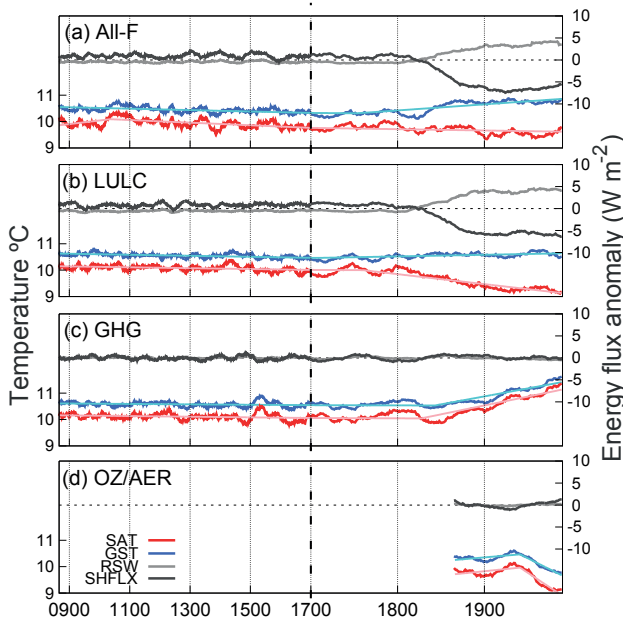 (a) All-F
10
5
0
-5
-10
11
10
9
(b) LULC
10
5
0
-5
-10
11
10
9
(c) GHG
10
5
0
-5
-10
11
10
9
(d) OZ/AER
10
5
0
-5
-10
11
10
9
SAT
GST
RSW
SHFLX
0900 1100 1300 1500 1700 1800 1900
Temperature ºC
Energy flux anomaly (W m-2)